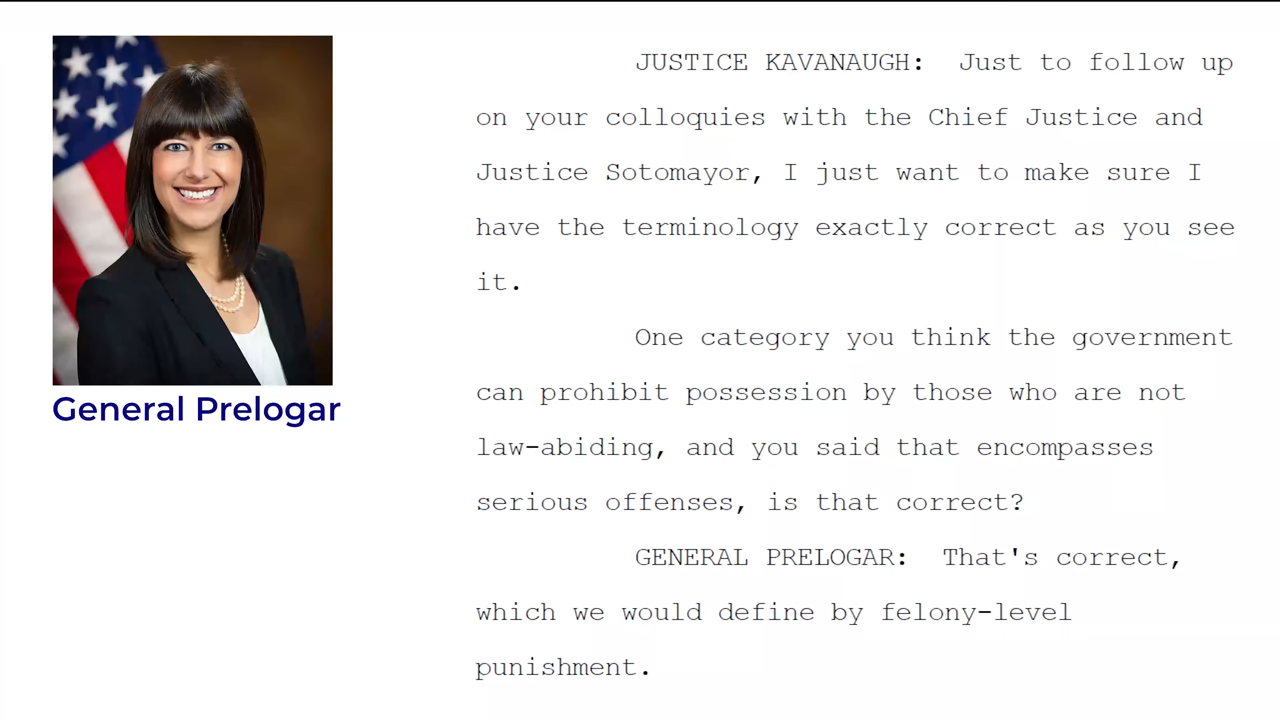 General Prelogar
JUSTICE KAVANAUGH: Just to follow up
on your colloquies with the Chief Justice and
Justice Sotomayor, I just want to make sure I
have the terminology exactly correct as you see
it.
One category you think the government
can prohibit possession by those who are not
law-abiding, and you said that encompasses
serious offenses, is that correct?
GENERAL PRELOGAR: That's correct,
which we would define by felony-level
punishment.